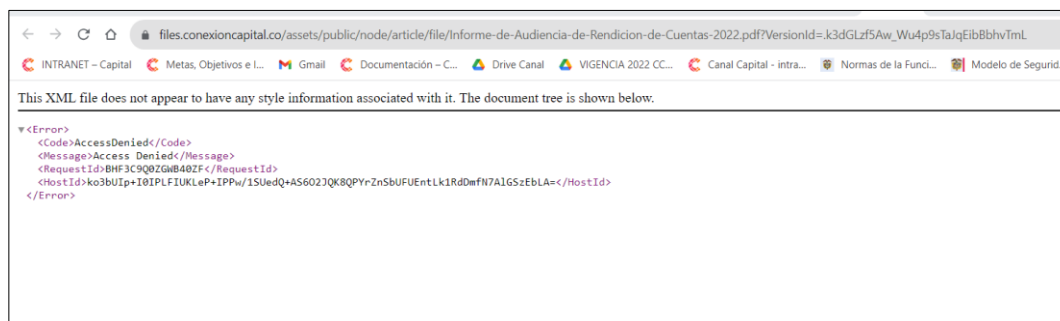 files.conexioncapital.co/assets/public/node/article/file/Informe-de-Audiencia-de-Rendicion-de-Cuentas-2022.pdf?VersionId=.k3dGLzf5Aw_Wu4p9sTaJqEibBbhvTmL
INTRANET – Capital Metas, Objetivos e I... Gmail Documentación – C... Drive Canal VIGENCIA 2022 CC... Canal Capital - intra... Normas de la Funci... Modelo de Segurid
This XML file does not appear to have any style information associated with it. The document tree is shown below.
▼<Error>
<Code>AccessDenied</Code>
<Message>Access Denied</Message>
<RequestId>BHF3C9Q0ZGWB40ZF</RequestId>
<HostId>ko3bUIp+I0IPLFIUKLeP+IPPw/1SUedQ+AS6O2JQK8QPYrZnSbUFUEntLk1RdDmfN7AlGSzEbLA=</HostId>
</Error>